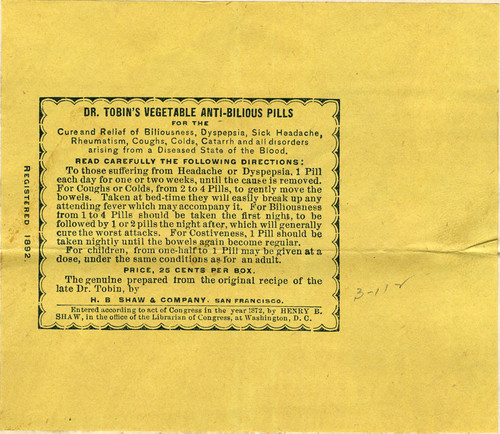 DR. TOBIN'S VEGETABLE ANTI-BILIOUS PILLS
FOR THE
Cure and Relief of Biliousness, Dyspepsia, Sick Headache,
Rheumatism, Coughs, Colds, Catarrh and all disorders
arising from a Diseased State of the Blood.
READ CAREFULLY THE FOLLOWING DIRECTIONS:
To those suffering from Headache or Dyspepsia, 1 Pill
each day for one or two weeks, until the cause is removed.
For Coughs or Colds, from 2 to 4 Pills, to gently move the
bowels. Taken at bed-time they will easily break up any
attending fever which may accompany it. For Biliousness
from 1 to 4 Pills should be taken the first night, to be
followed by 1 or 2 pills the night after, which will generally
cure the worst attacks. For Costiveness, 1 Pill should be
taken nightly until the bowels again become regular.
For children, from one-half to 1 Pill may be given at a
dose, under the same conditions as for an adult.
PRICE, 25 CENTS PER BOX.
The genuine prepared from the original recipe of the
late Dr. Tobin, by
H. B SHAW & COMPANY, SAN FRANCISCO.
Entered according to act of Congress in the year 1872, by HENRY B.
SHAW, in the office of the Librarian of Congress, at Washington, D. C.
REGISTERED 1892.
3-112